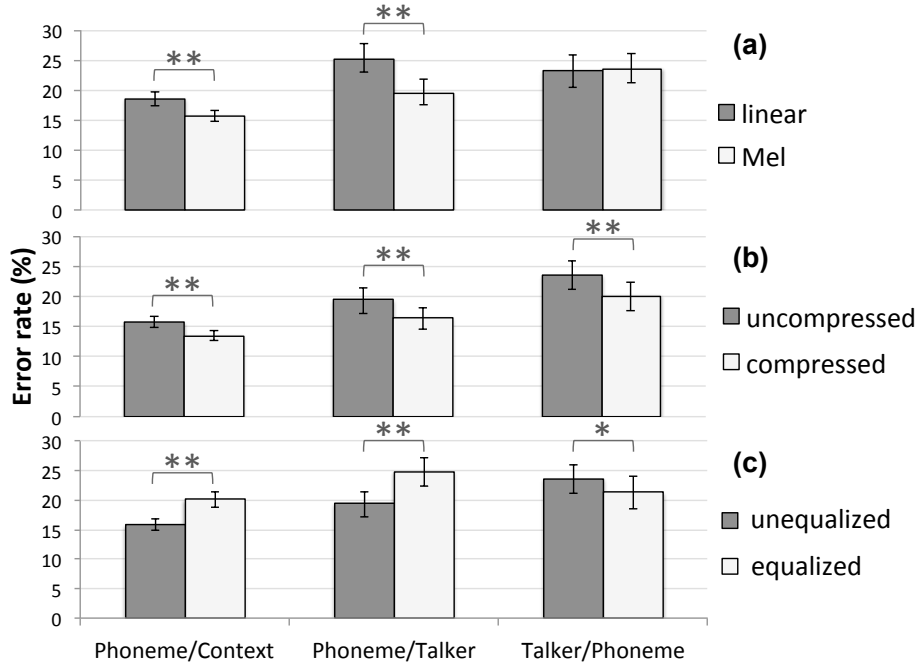 30
25
20
15
10
5
0
**
**
(a)
linear
Mel
Error rate (%)
30
25
20
15
10
5
0
**
**
**
(b)
uncompressed
compressed
30
25
20
15
10
5
0
**
**
*
(c)
unequalized
equalized
Phoneme/Context Phoneme/Talker Talker/Phoneme